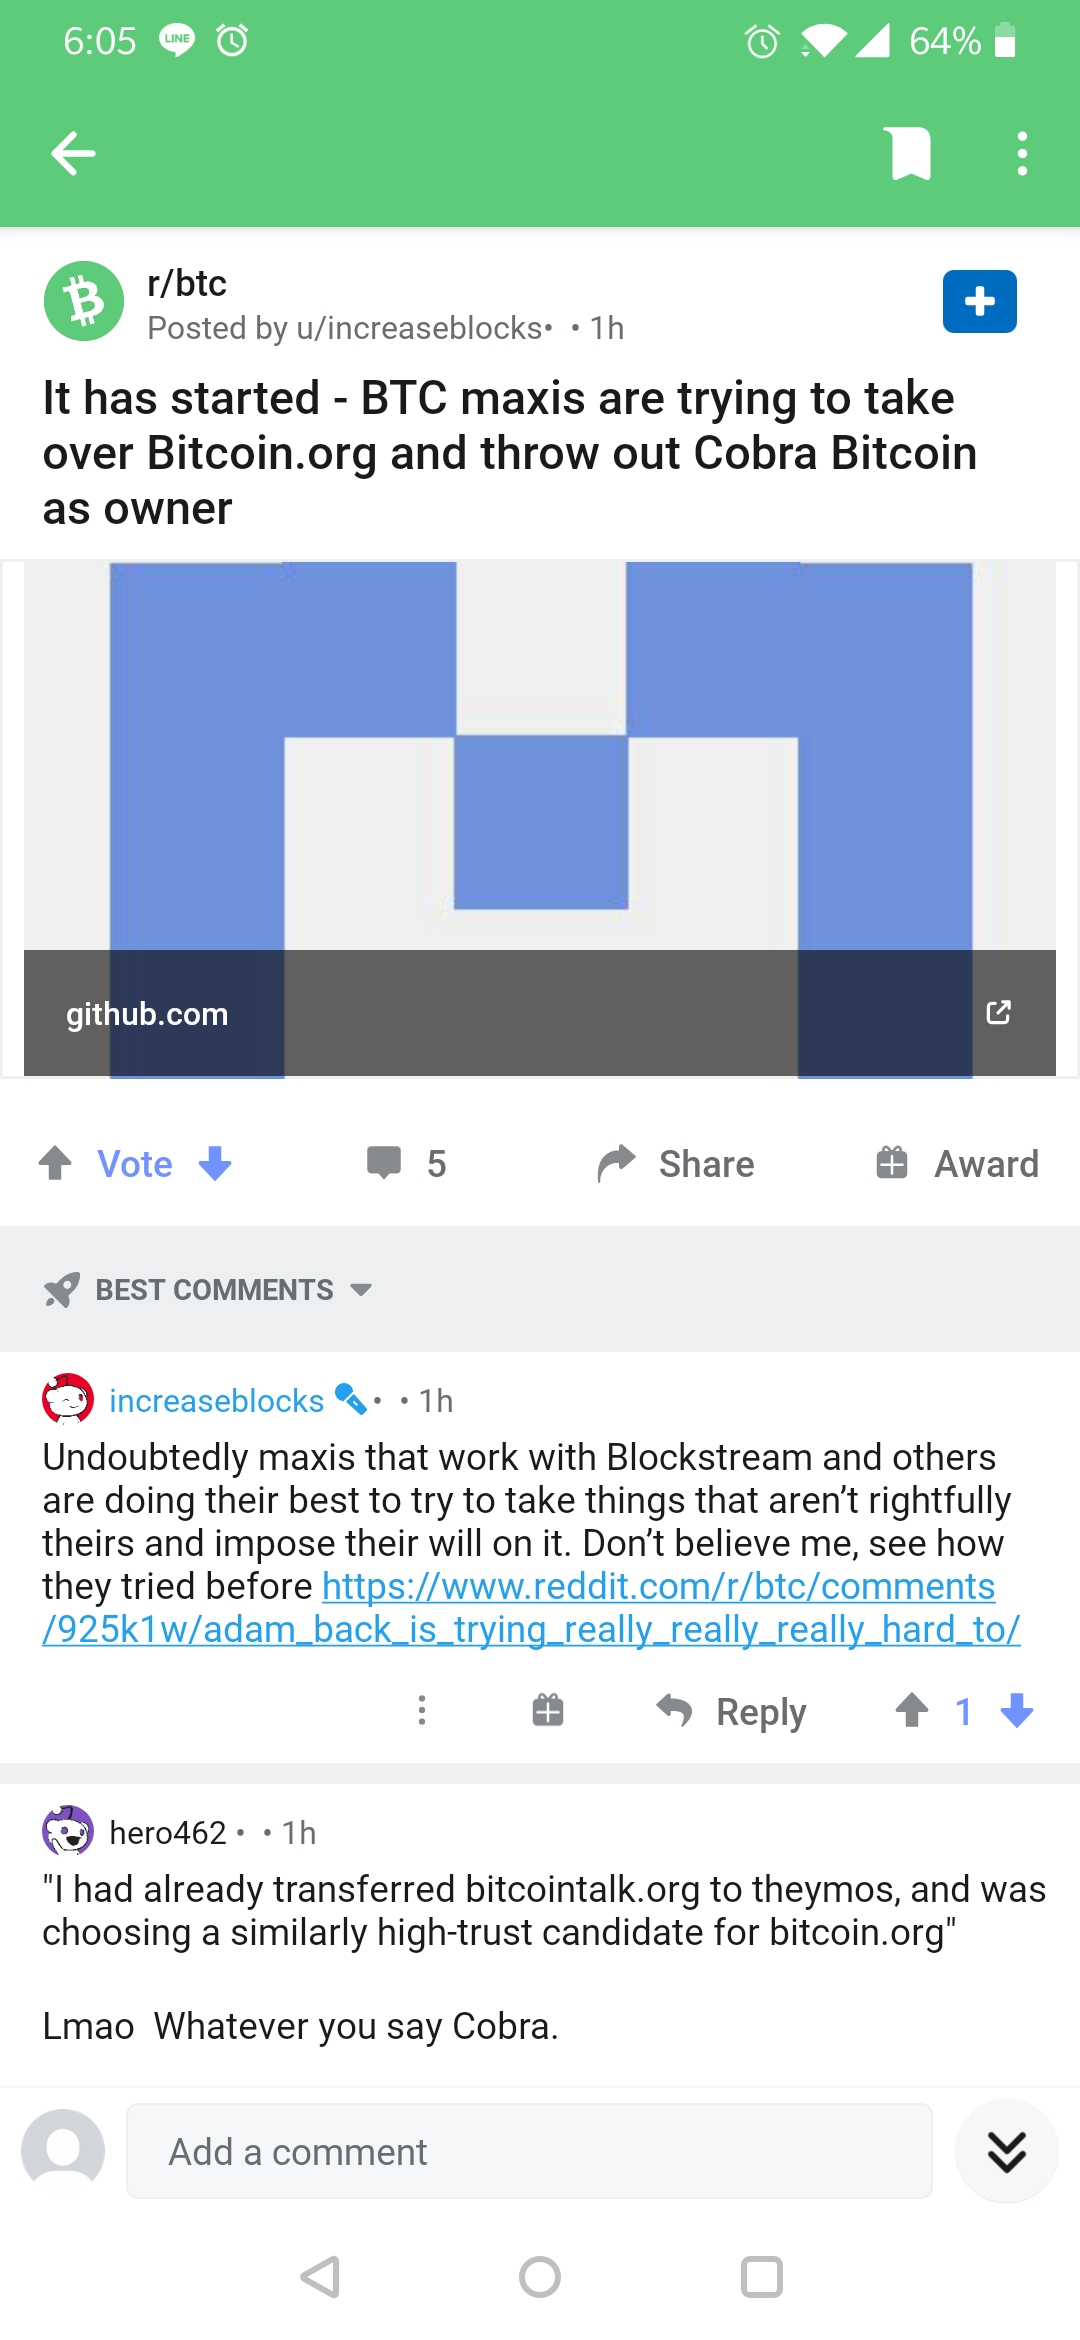 6:05 LINE 64%
r/btc
Posted by u/increaseblocks• • 1h
It has started - BTC maxis are trying to take
over Bitcoin.org and throw out Cobra Bitcoin
as owner
github.com
Vote 5 Share Award
BEST COMMENTS
increaseblocks • • 1h
Undoubtedly maxis that work with Blockstream and others
are doing their best to try to take things that aren’t rightfully
theirs and impose their will on it. Don’t believe me, see how
they tried before https://www.reddit.com/r/btc/comments
/925k1w/adam_back_is_trying_really_really_really_hard_to/
Reply 1
hero462 • • 1h
"I had already transferred bitcointalk.org to theymos, and was
choosing a similarly high-trust candidate for bitcoin.org"
Lmao  Whatever you say Cobra.
Add a comment